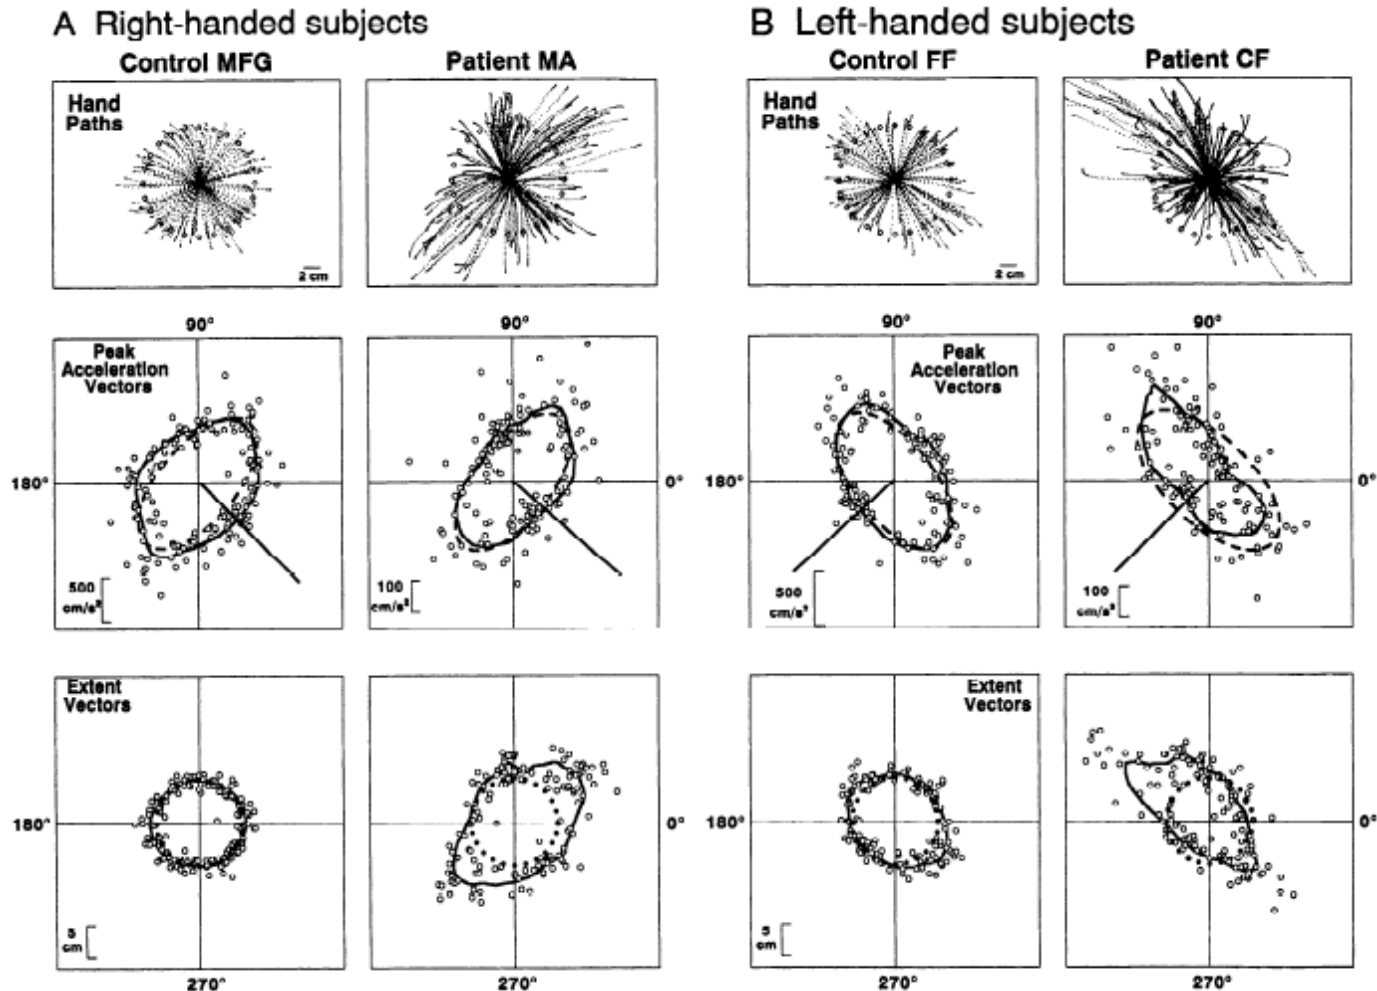 A Right-handed subjects
B Left-handed subjects
Control MFG
Patient MA
Control FF
Patient CF
Hand
Paths
2 cm
Hand
Paths
2 cm
90°
90°
90°
90°
Peak
Acceleration
Vectors
Peak
Acceleration
Vectors
180°
0°
180°
0°
500
cm/s²
100
cm/s²
500
cm/s²
100
cm/s²
Extent
Vectors
Extent
Vectors
180°
0°
180°
0°
5
cm
5
cm
270°
270°
270°
270°